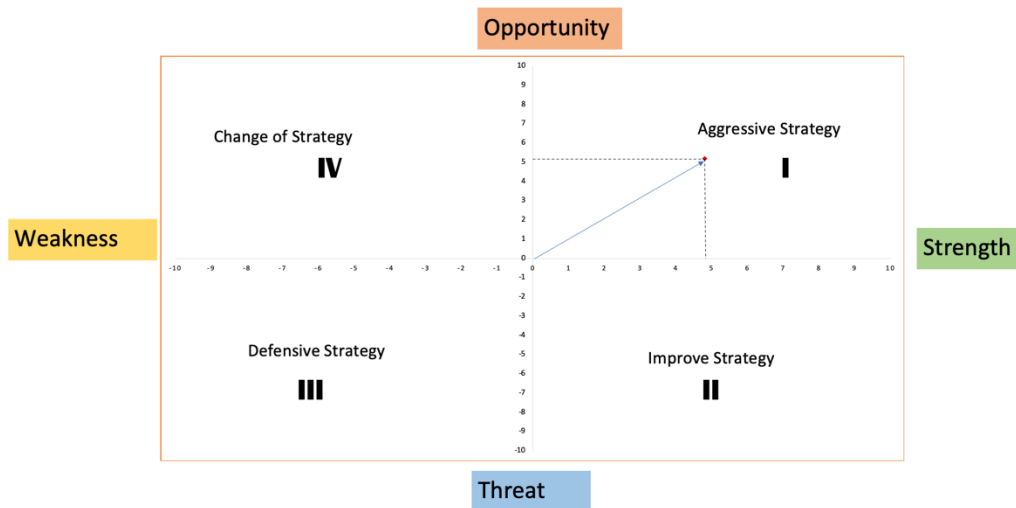 Opportunity
10
9
8
7
6
5
4
3
2
1
0
-1
-2
-3
-4
-5
-6
-7
-8
-9
-10
Change of Strategy
IV
Aggressive Strategy
I
Weakness
Strength
-10 -9 -8 -7 -6 -5 -4 -3 -2 -1 0 1 2 3 4 5 6 7 8 9 10
Defensive Strategy
III
Improve Strategy
II
Threat